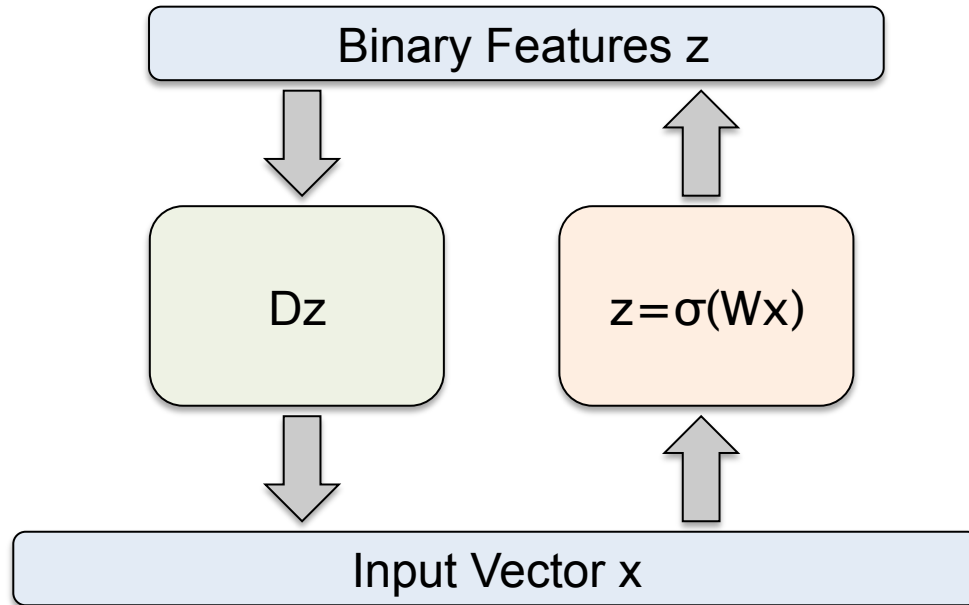 Binary Features z
Dz
z=σ(Wx)
Input Vector x